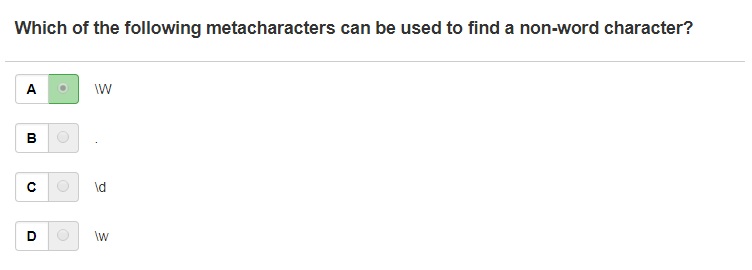 Which of the following metacharacters can be used to find a non-word character?
A \W
B .
C \d
D \w